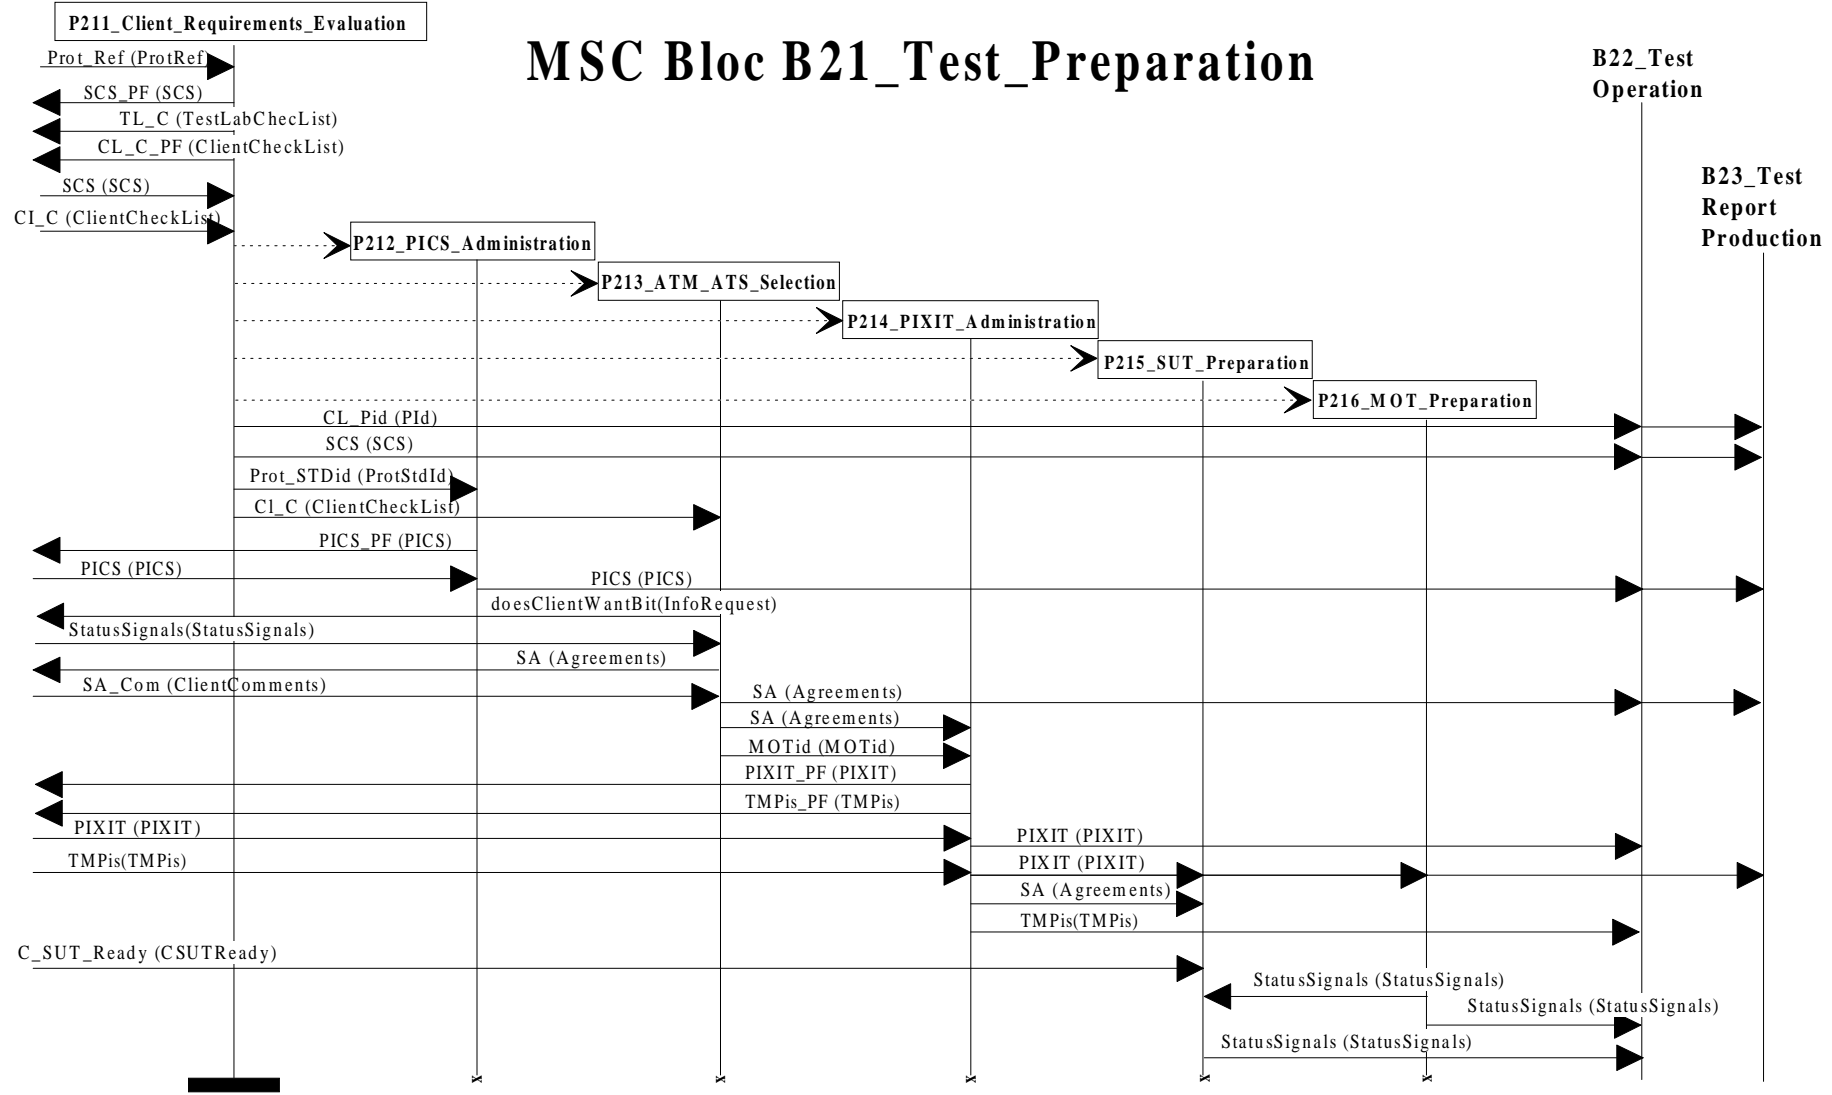 P211_Client_Requirements_Evaluation
MSC Bloc B21_Test_Preparation
B22_Test
Operation
Prot_Ref (ProtRef)
SCS_PF (SCS)
TL_C (TestLabChecList)
CL_C_PF (ClientCheckList)
B23_Test
Report
Production
SCS (SCS)
CI_C (ClientCheckList)
P212_PICS_Administration
P213_ATM_ATS_Selection
P214_PIXIT_Administration
P215_SUT_Preparation
P216_MOT_Preparation
CL_Pid (PId)
SCS (SCS)
Prot_STDid (ProtStdId)
Cl_C (ClientCheckList)
PICS_PF (PICS)
PICS (PICS)
PICS (PICS)
doesClientWantBit(InfoRequest)
StatusSignals(StatusSignals)
SA (Agreements)
SA_Com (ClientComments)
SA (Agreements)
SA (Agreements)
MOTid (MOTid)
PIXIT_PF (PIXIT)
TMPis_PF (TMPis)
PIXIT (PIXIT)
PIXIT (PIXIT)
TMPis(TMPis)
PIXIT (PIXIT)
SA (Agreements)
TMPis(TMPis)
C_SUT_Ready (CSUTReady)
StatusSignals (StatusSignals)
StatusSignals (StatusSignals)
StatusSignals (StatusSignals)
x x x x x